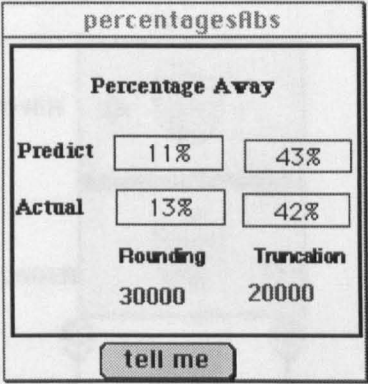 percentagesAbs
Percentage Away
Predict 11% 43%
Actual 13% 42%
Rounding Truncation
30000 20000
tell me